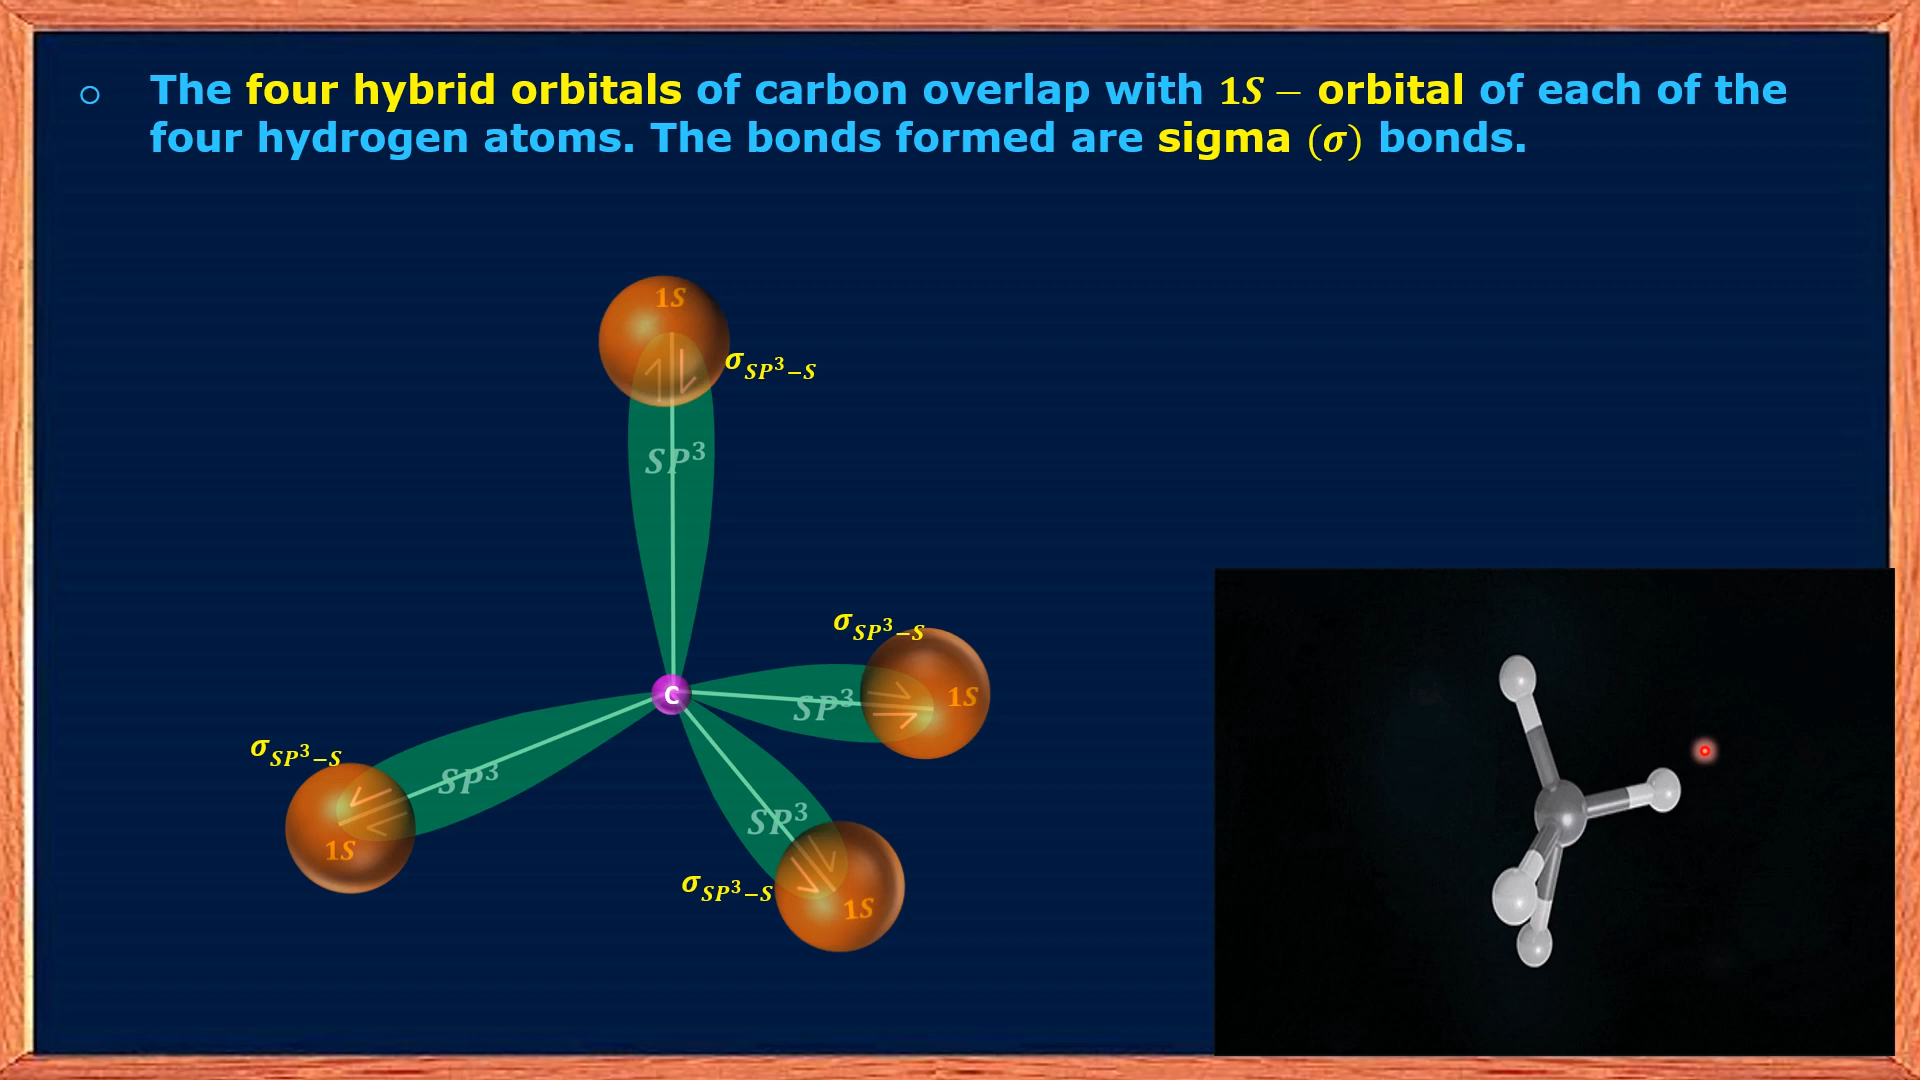 ○ The four hybrid orbitals of carbon overlap with 1S – orbital of each of the
four hydrogen atoms. The bonds formed are sigma (σ) bonds.
1S
σ_SP³–S
SP³
σ_SP³–S
C
SP³
1S
σ_SP³–S
SP³
1S
SP³
σ_SP³–S
1S